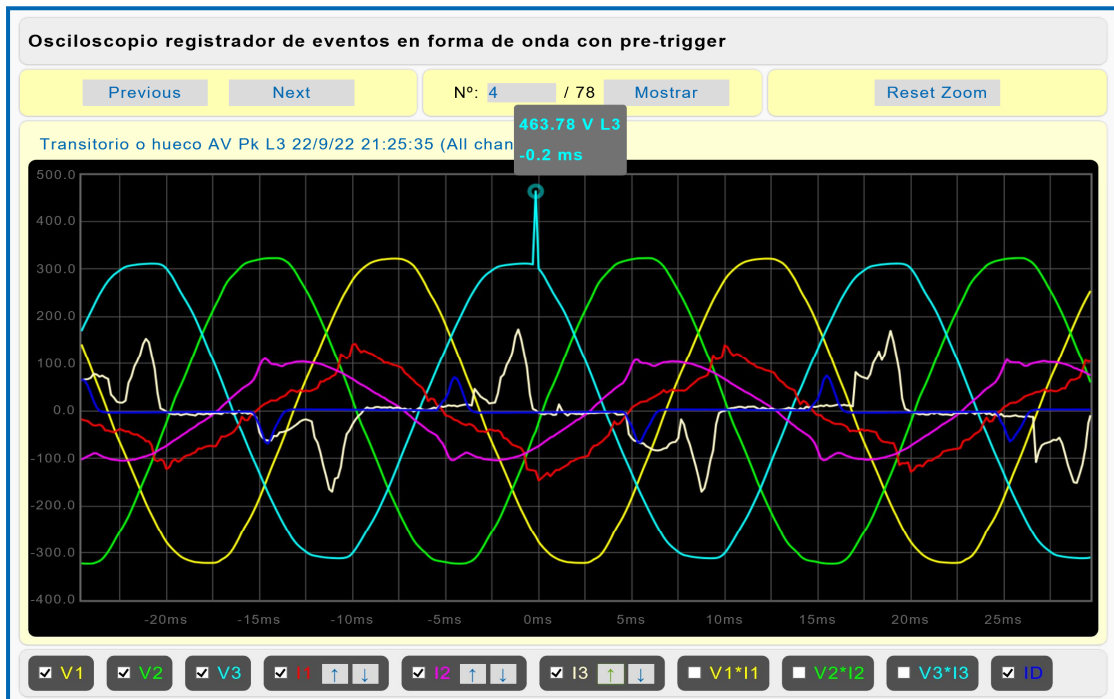 Osciloscopio registrador de eventos en forma de onda con pre-trigger
Previous Next Nº: 4 / 78 Mostrar Reset Zoom
463.78 V L3
-0.2 ms
Transitorio o hueco AV Pk L3 22/9/22 21:25:35 (All chan
500.0
400.0
300.0
200.0
100.0
0.0
-100.0
-200.0
-300.0
-400.0
-20ms -15ms -10ms -5ms 0ms 5ms 10ms 15ms 20ms 25ms
V1 V2 V3 I1 ↑ ↓ I2 ↑ ↓ I3 ↑ ↓ V1*I1 V2*I2 V3*I3 ID